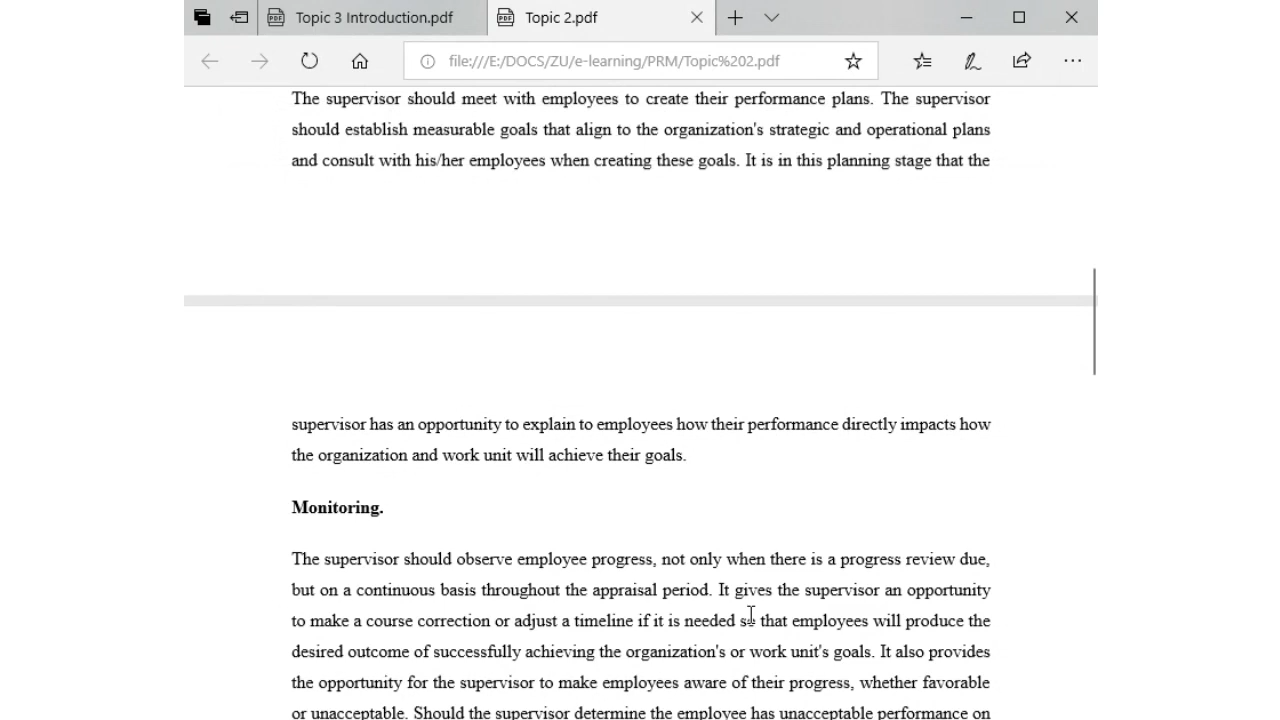 Topic 3 Introduction.pdf
Topic 2.pdf
file:///E:/DOCS/ZU/e-learning/PRM/Topic%202.pdf
The supervisor should meet with employees to create their performance plans. The supervisor
should establish measurable goals that align to the organization's strategic and operational plans
and consult with his/her employees when creating these goals. It is in this planning stage that the
supervisor has an opportunity to explain to employees how their performance directly impacts how
the organization and work unit will achieve their goals.
Monitoring.
The supervisor should observe employee progress, not only when there is a progress review due,
but on a continuous basis throughout the appraisal period. It gives the supervisor an opportunity
to make a course correction or adjust a timeline if it is needed so that employees will produce the
desired outcome of successfully achieving the organization's or work unit's goals. It also provides
the opportunity for the supervisor to make employees aware of their progress, whether favorable
or unacceptable. Should the supervisor determine the employee has unacceptable performance on